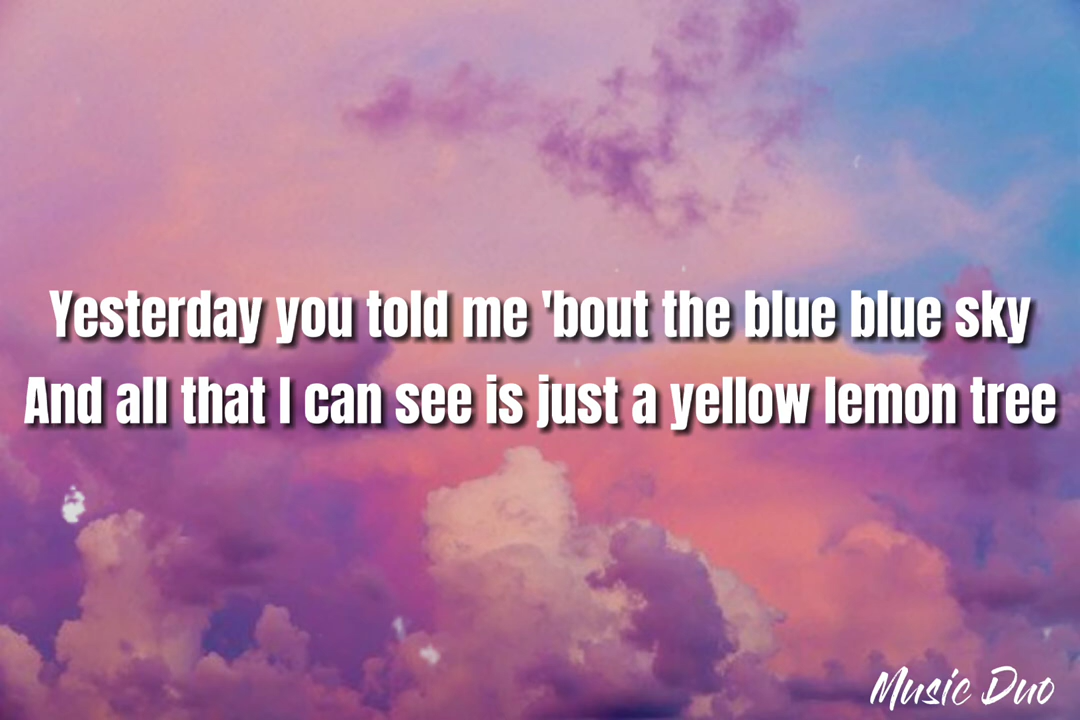 Yesterday you told me 'bout the blue blue sky
And all that I can see is just a yellow lemon tree
Music Duo